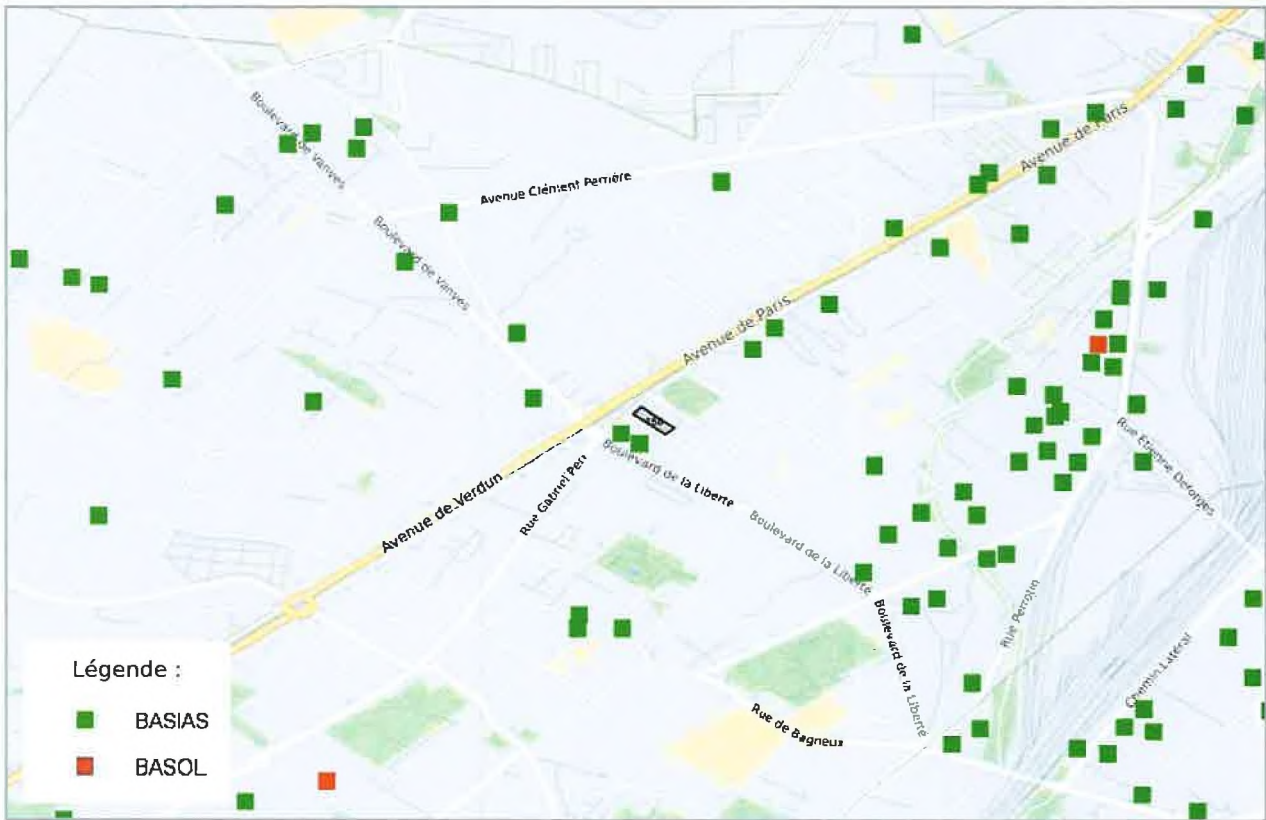 Boulevard De Vanves
Avenue de Paris
Avenue Clément Perrière
Boulevard de Vanves
Avenue de Paris
Boulevard de la Liberté
Rue Etienne Deforges
Avenue de Verdun
Rue Gabriel Peri
Boulevard de la Liberté
Boulevard de la Liberté
Rue Perrotin
Chemin Latéral
Rue de Bagneux
Légende :
BASIAS
BASOL